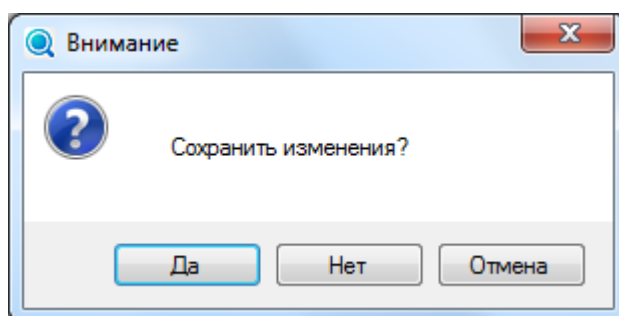 Внимание
Сохранить изменения?
Да
Нет
Отмена